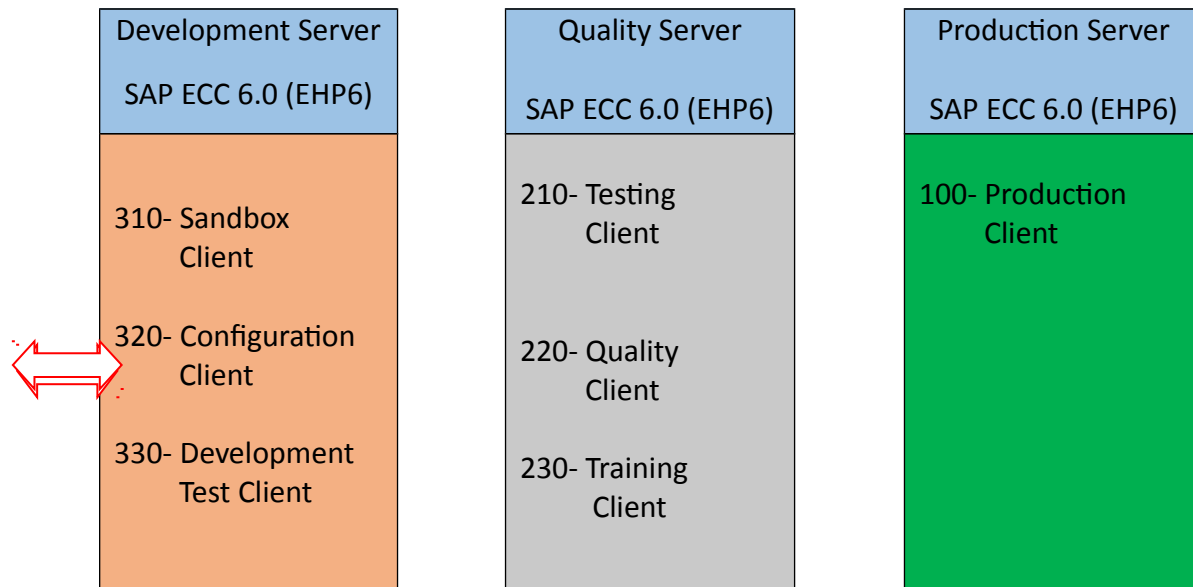 Development Server
SAP ECC 6.0 (EHP6)
310- Sandbox
Client
320- Configuration
Client
330- Development
Test Client
Quality Server
SAP ECC 6.0 (EHP6)
210- Testing
Client
220- Quality
Client
230- Training
Client
Production Server
SAP ECC 6.0 (EHP6)
100- Production
Client